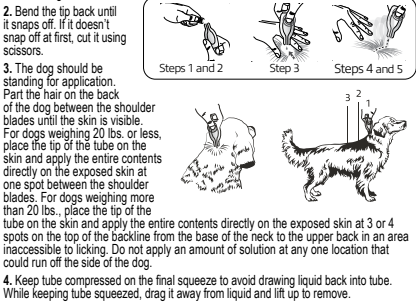 2. Bend the tip back until
it snaps off. If it doesn't
snap off at first, cut it using
scissors.
Steps 1 and 2
Step 3
Steps 4 and 5
3. The dog should be
standing for application.
Part the hair on the back
of the dog between the shoulder
blades until the skin is visible.
For dogs weighing 20 lbs. or less,
place the tip of the tube on the
skin and apply the entire contents
directly on the exposed skin at
one spot between the shoulder
blades. For dogs weighing more
than 20 lbs., place the tip of the
3 2 1
tube on the skin and apply the entire contents directly on the exposed skin at 3 or 4
spots on the top of the backline from the base of the neck to the upper back in an area
inaccessible to licking. Do not apply an amount of solution at any one location that
could run off the side of the dog.
4. Keep tube compressed on the final squeeze to avoid drawing liquid back into tube.
While keeping tube squeezed, drag it away from liquid and lift up to remove.